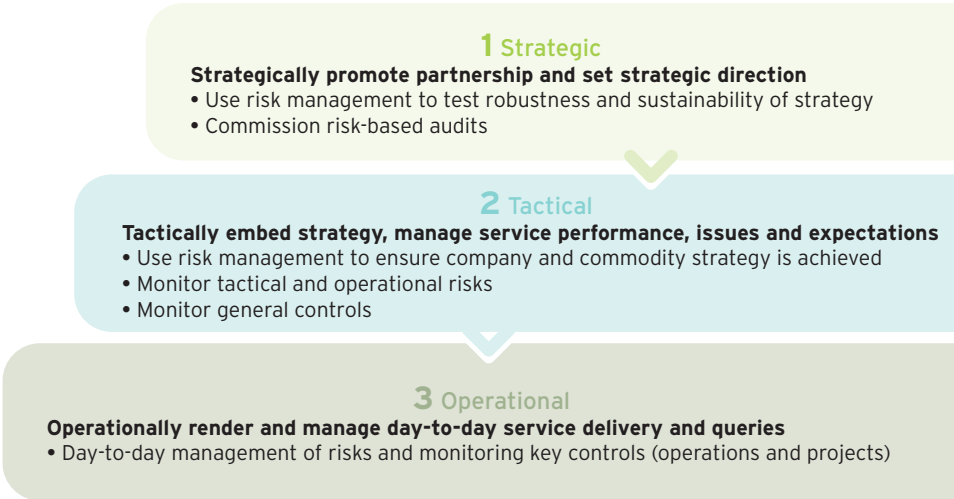 1 Strategic
Strategically promote partnership and set strategic direction
• Use risk management to test robustness and sustainability of strategy
• Commission risk-based audits
2 Tactical
Tactically embed strategy, manage service performance, issues and expectations
• Use risk management to ensure company and commodity strategy is achieved
• Monitor tactical and operational risks
• Monitor general controls
3 Operational
Operationally render and manage day-to-day service delivery and queries
• Day-to-day management of risks and monitoring key controls (operations and projects)